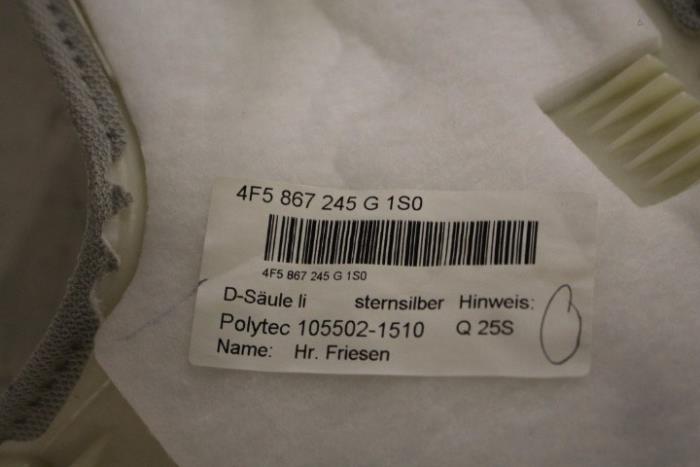 4F5 867 245 G 1S0
4F5 867 245 G 1S0
D-Säule li sternsilber Hinweis:
Polytec 105502-1510 Q 25S
Name: Hr. Friesen